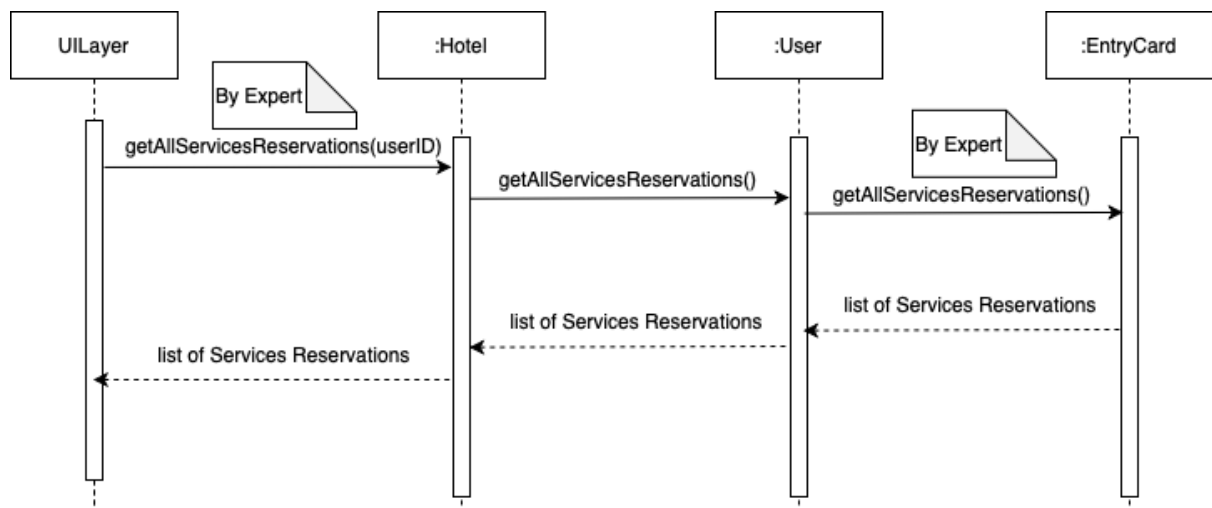 UILayer
:Hotel
:User
:EntryCard
By Expert
getAllServicesReservations(userID)
By Expert
getAllServicesReservations()
getAllServicesReservations()
list of Services Reservations
list of Services Reservations
list of Services Reservations